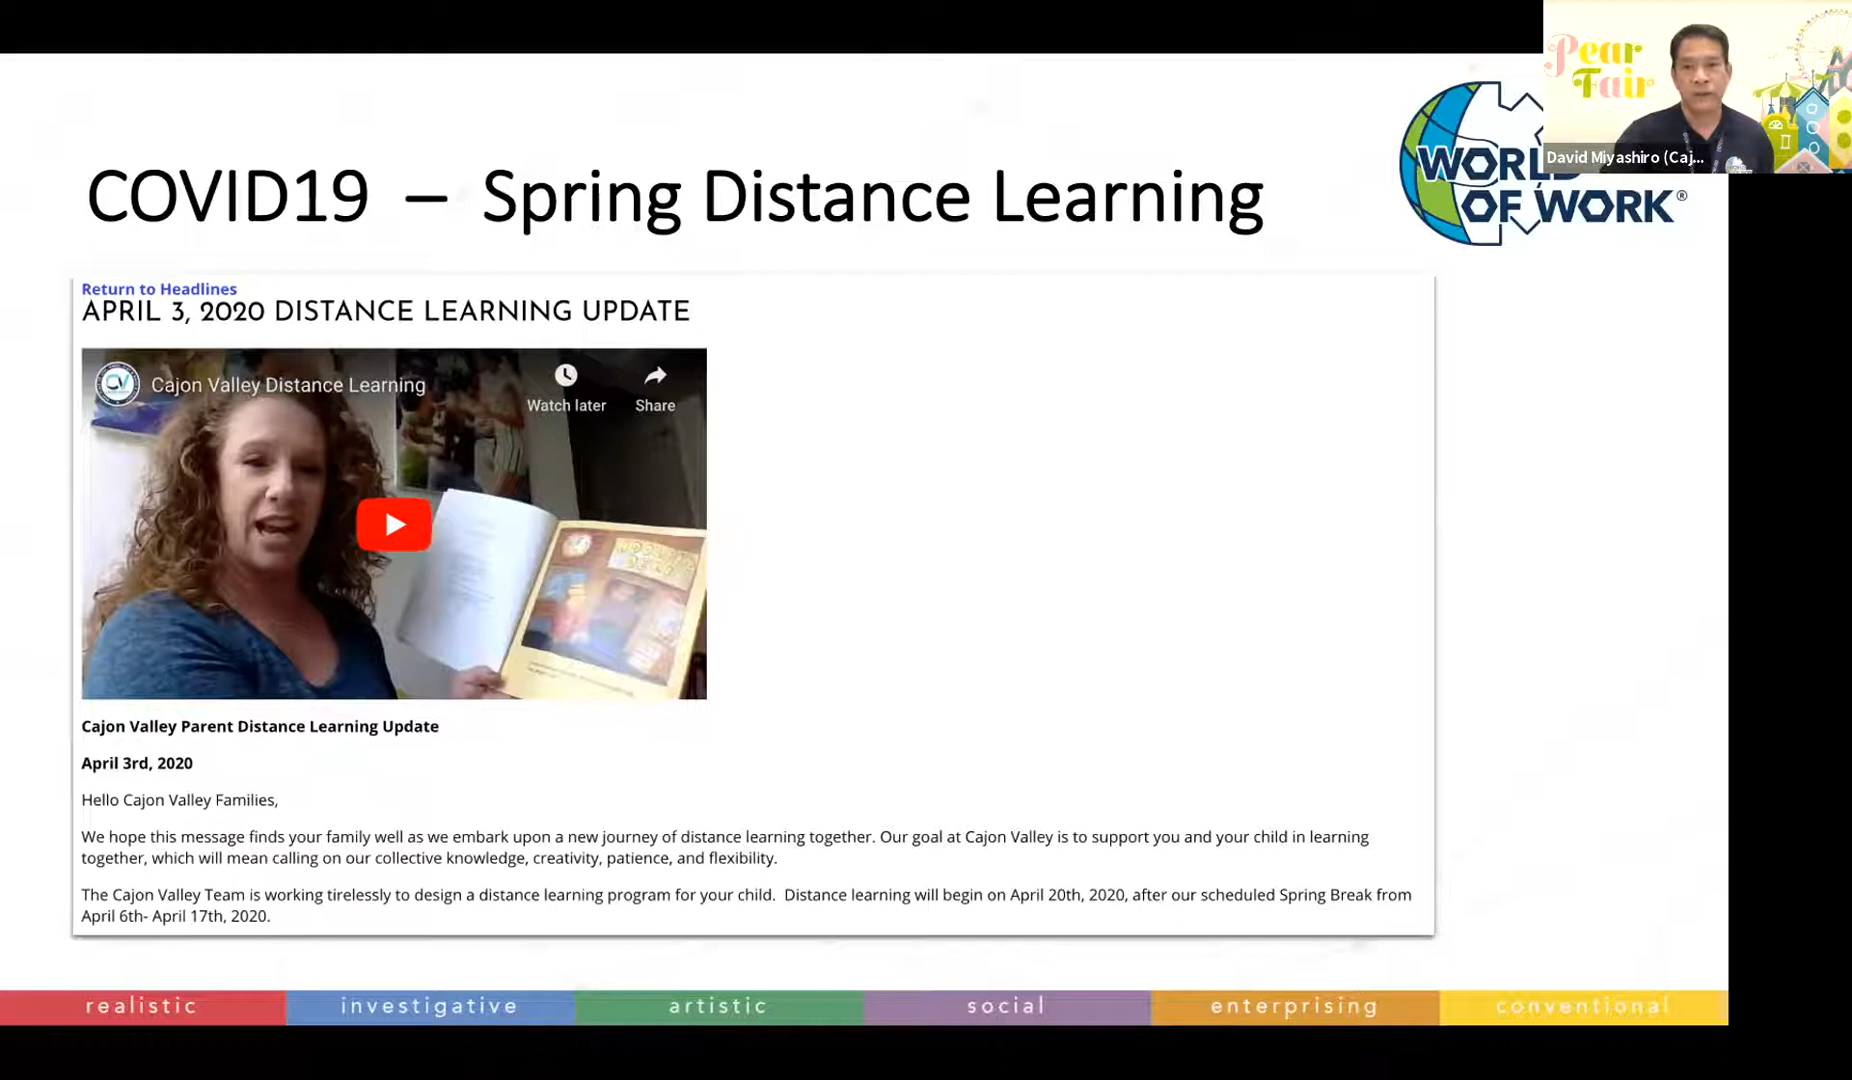 Pear
Fair
David Miyashiro (Caj...
WORLD
OF WORK®
COVID19 – Spring Distance Learning
Return to Headlines
APRIL 3, 2020 DISTANCE LEARNING UPDATE
CV
Cajon Valley Distance Learning
Watch later
Share
Cajon Valley Parent Distance Learning Update
April 3rd, 2020
Hello Cajon Valley Families,
We hope this message finds your family well as we embark upon a new journey of distance learning together. Our goal at Cajon Valley is to support you and your child in learning
together, which will mean calling on our collective knowledge, creativity, patience, and flexibility.
The Cajon Valley Team is working tirelessly to design a distance learning program for your child. Distance learning will begin on April 20th, 2020, after our scheduled Spring Break from
April 6th- April 17th, 2020.
realistic
investigative
artistic
social
enterprising
conventional